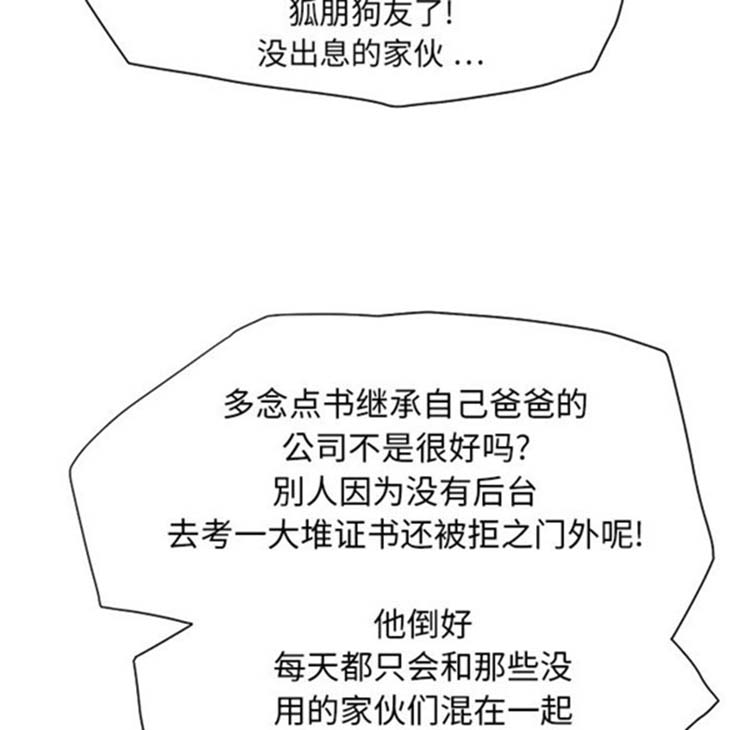 狐朋狗友了!
没出息的家伙 ...
多念点书继承自己爸爸的
公司不是很好吗?
别人因为没有后台
去考一大堆证书还被拒之门外呢!
他倒好
每天都只会和那些没
用的家伙们混在一起